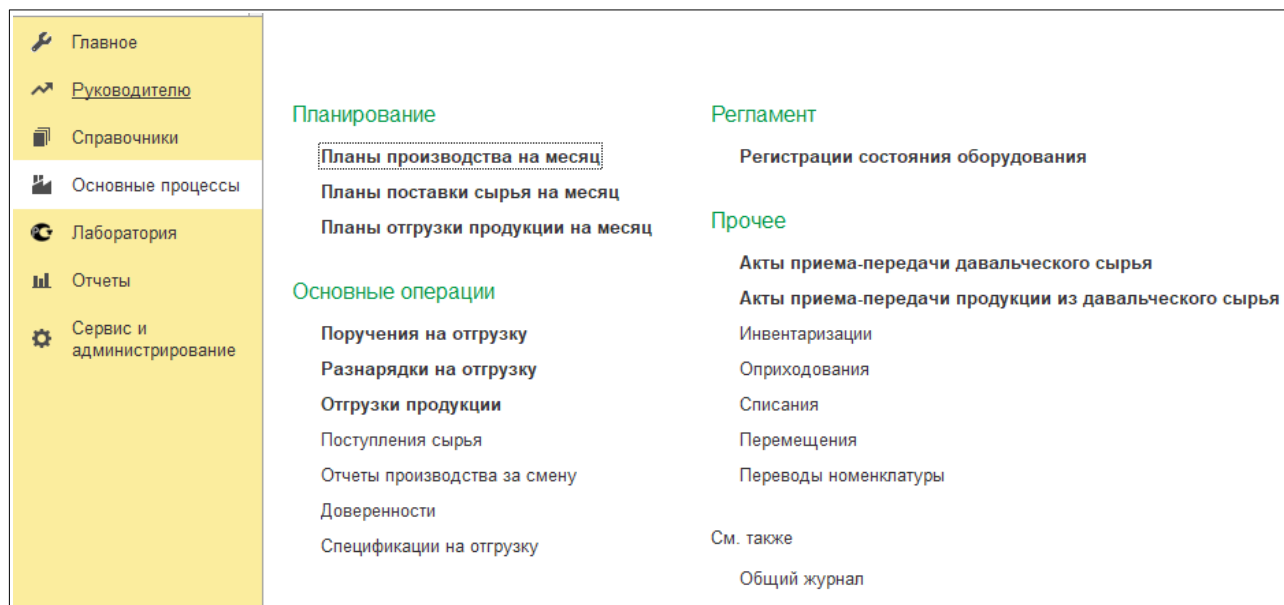 Главное
Руководителю
Справочники
Основные процессы
Лаборатория
Отчеты
Сервис и
администрирование
Планирование
Планы производства на месяц
Планы поставки сырья на месяц
Планы отгрузки продукции на месяц
Основные операции
Поручения на отгрузку
Разнарядки на отгрузку
Отгрузки продукции
Поступления сырья
Отчеты производства за смену
Доверенности
Спецификации на отгрузку
Регламент
Регистрации состояния оборудования
Прочее
Акты приема-передачи давальческого сырья
Акты приема-передачи продукции из давальческого сырья
Инвентаризации
Оприходования
Списания
Перемещения
Переводы номенклатуры
См. также
Общий журнал